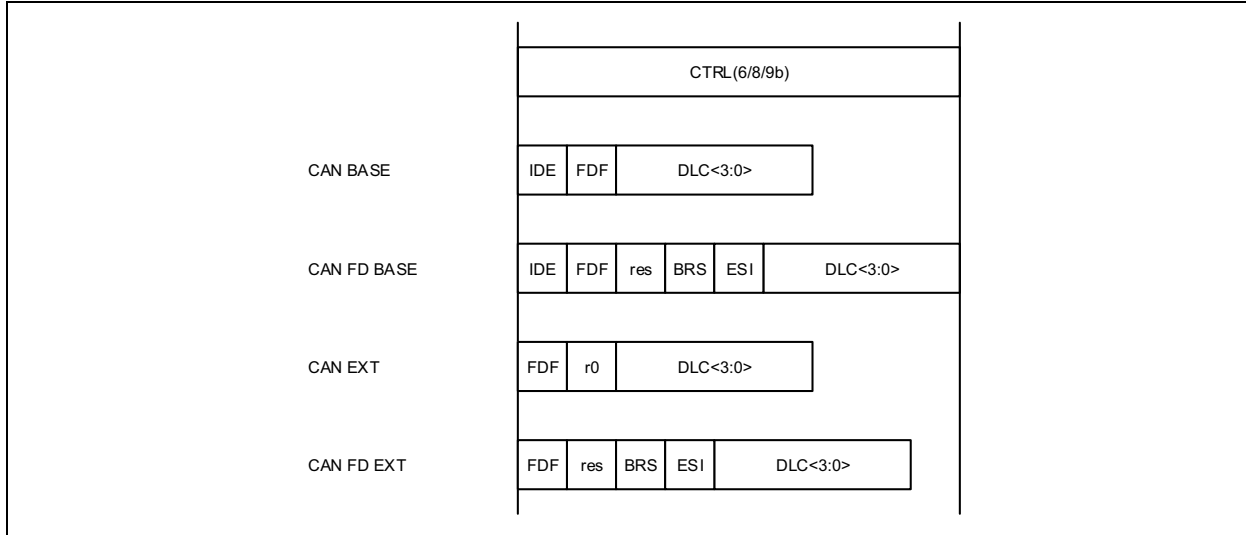 CTRL(6/8/9b)
CAN BASE IDE FDF DLC<3:0>
CAN FD BASE IDE FDF res BRS ESI DLC<3:0>
CAN EXT FDF r0 DLC<3:0>
CAN FD EXT FDF res BRS ESI DLC<3:0>